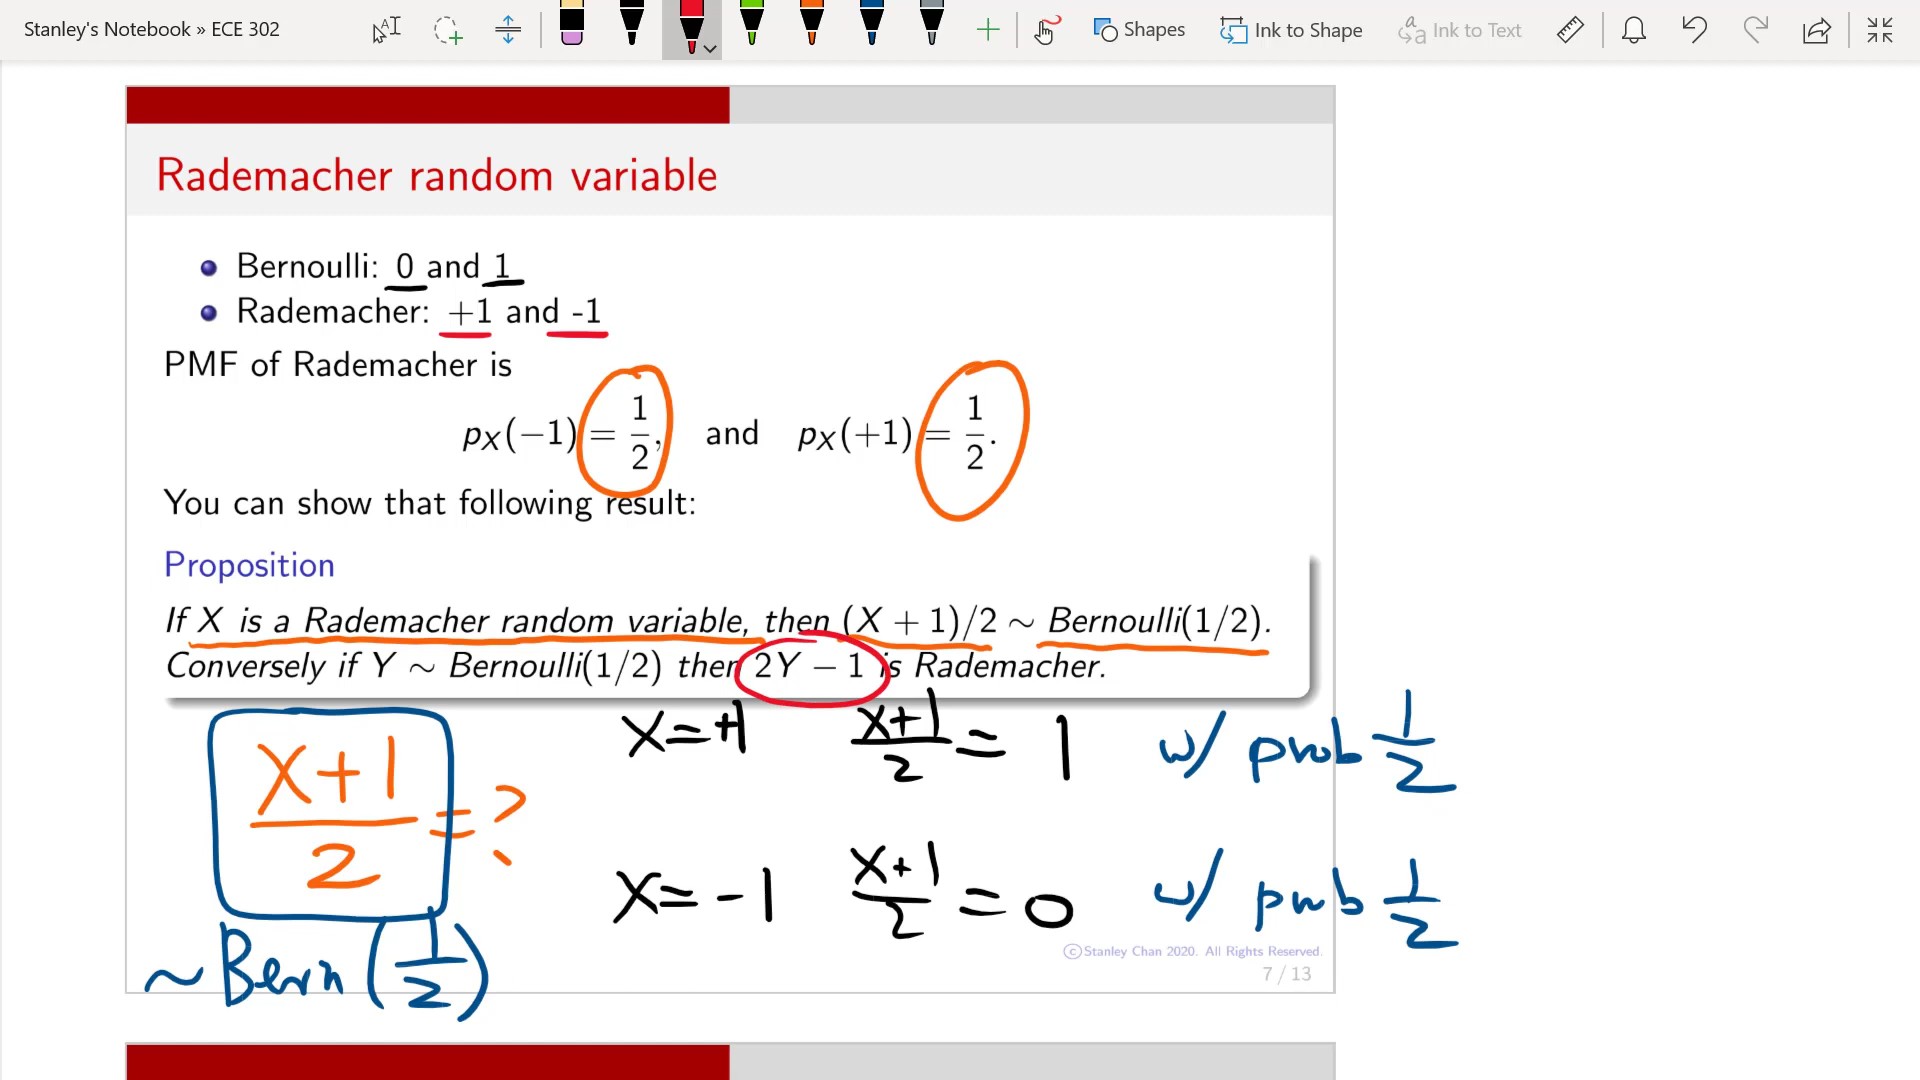 Stanley's Notebook » ECE 302
Shapes
Ink to Shape
Ink to Text
Rademacher random variable
Bernoulli: 0 and 1
Rademacher: +1 and -1
PMF of Rademacher is
pX(−1) = 1/2, and pX(+1) = 1/2.
You can show that following result:
Proposition
If X is a Rademacher random variable, then (X + 1)/2 ∼ Bernoulli(1/2).
Conversely if Y ∼ Bernoulli(1/2) then 2Y − 1 is Rademacher.
X+1/2 = ?
~ Bern (1/2)
X=+1 X+1/2 = 1 w/ prob 1/2
X= -1 X+1/2 = 0 w/ prob 1/2
©Stanley Chan 2020. All Rights Reserved.
7 / 13